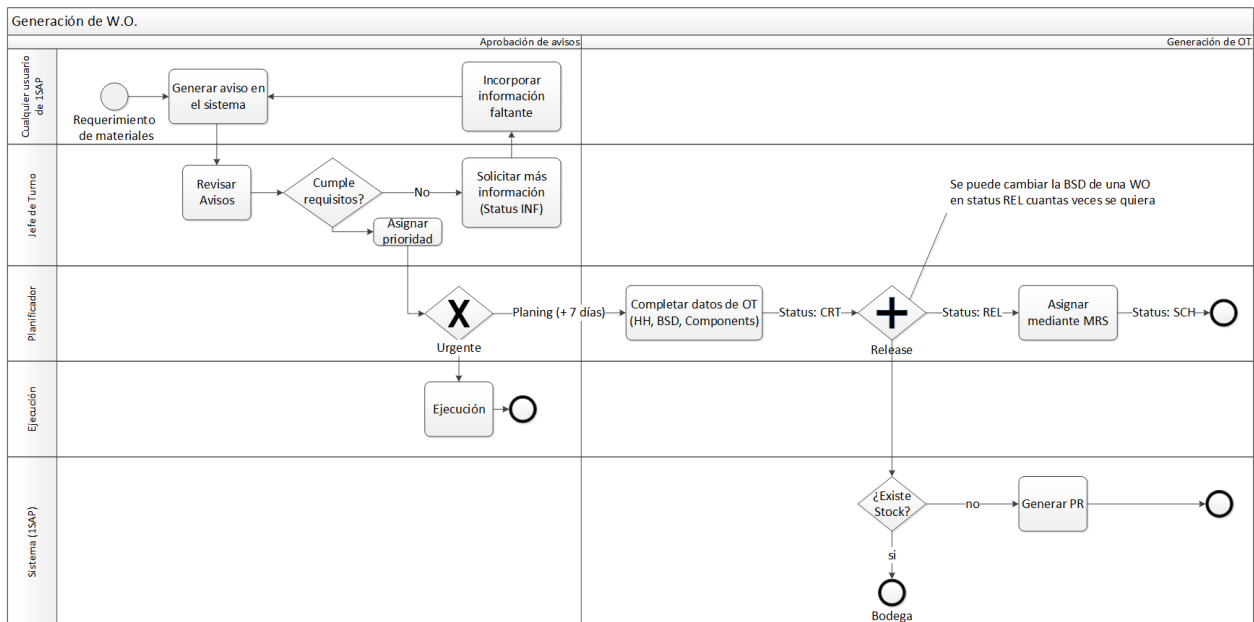 Generación de W.O.
Aprobación de avisos
Generación de OT
Cualquier usuario
de 1SAP
Requerimiento
de materiales
Generar aviso en
el sistema
Incorporar
información
faltante
Jefe de Turno
Revisar
Avisos
Cumple
requisitos?
No
Solicitar más
información
(Status INF)
Asignar
prioridad
Se puede cambiar la BSD de una WO
en status REL cuantas veces se quiera
Planificador
X
Urgente
Planing (+ 7 días)
Completar datos de OT
(HH, BSD, Components)
Status: CRT
Release
Status: REL
Asignar
mediante MRS
Status: SCH
Ejecución
Ejecución
Sistema (1SAP)
¿Existe
Stock?
no
Generar PR
si
Bodega